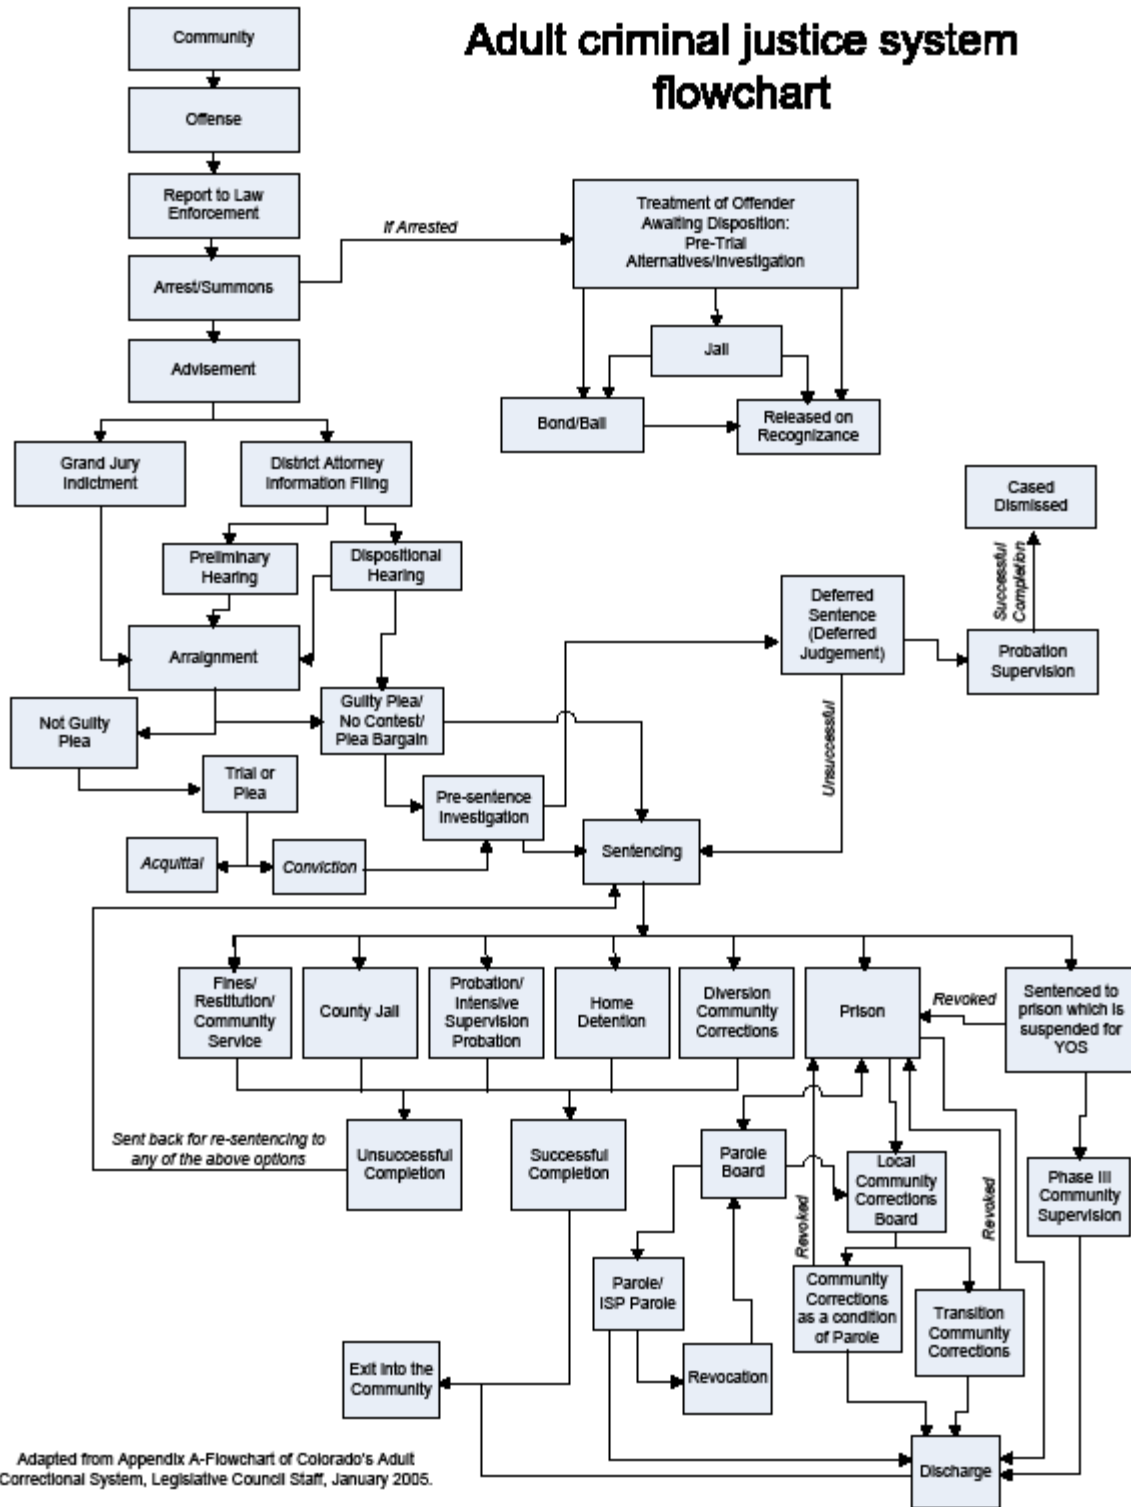 Adult criminal justice system
flowchart
Community
Offense
Report to Law
Enforcement
If Arrested
Arrest/Summons
Treatment of Offender
Awaiting Disposition:
Pre-Trial
Alternatives/Investigation
Advisement
Jail
Bond/Bail
Released on
Recognizance
Grand Jury
Indictment
District Attorney
Information Filing
Cased
Dismissed
Preliminary
Hearing
Dispositional
Hearing
Successful
Completion
Deferred
Sentence
(Deferred
Judgement)
Probation
Supervision
Arraignment
Not Guilty
Plea
Guilty Plea/
No Contest/
Plea Bargain
Unsuccessful
Trial or
Plea
Pre-sentence
Investigation
Sentencing
Acquittal
Conviction
Fines/
Restitution/
Community
Service
County Jail
Probation/
Intensive
Supervision
Probation
Home
Detention
Diversion
Community
Corrections
Prison
Revoked
Sentenced to
prison which is
suspended for
YOS
Sent back for re-sentencing to
any of the above options
Unsuccessful
Completion
Successful
Completion
Parole
Board
Local
Community
Corrections
Board
Phase III
Community
Supervision
Revoked
Revoked
Parole/
ISP Parole
Community
Corrections
as a condition
of Parole
Transition
Community
Corrections
Exit into the
Community
Revocation
Discharge
Adapted from Appendix A-Flowchart of Colorado's Adult
Correctional System, Legislative Council Staff, January 2005.